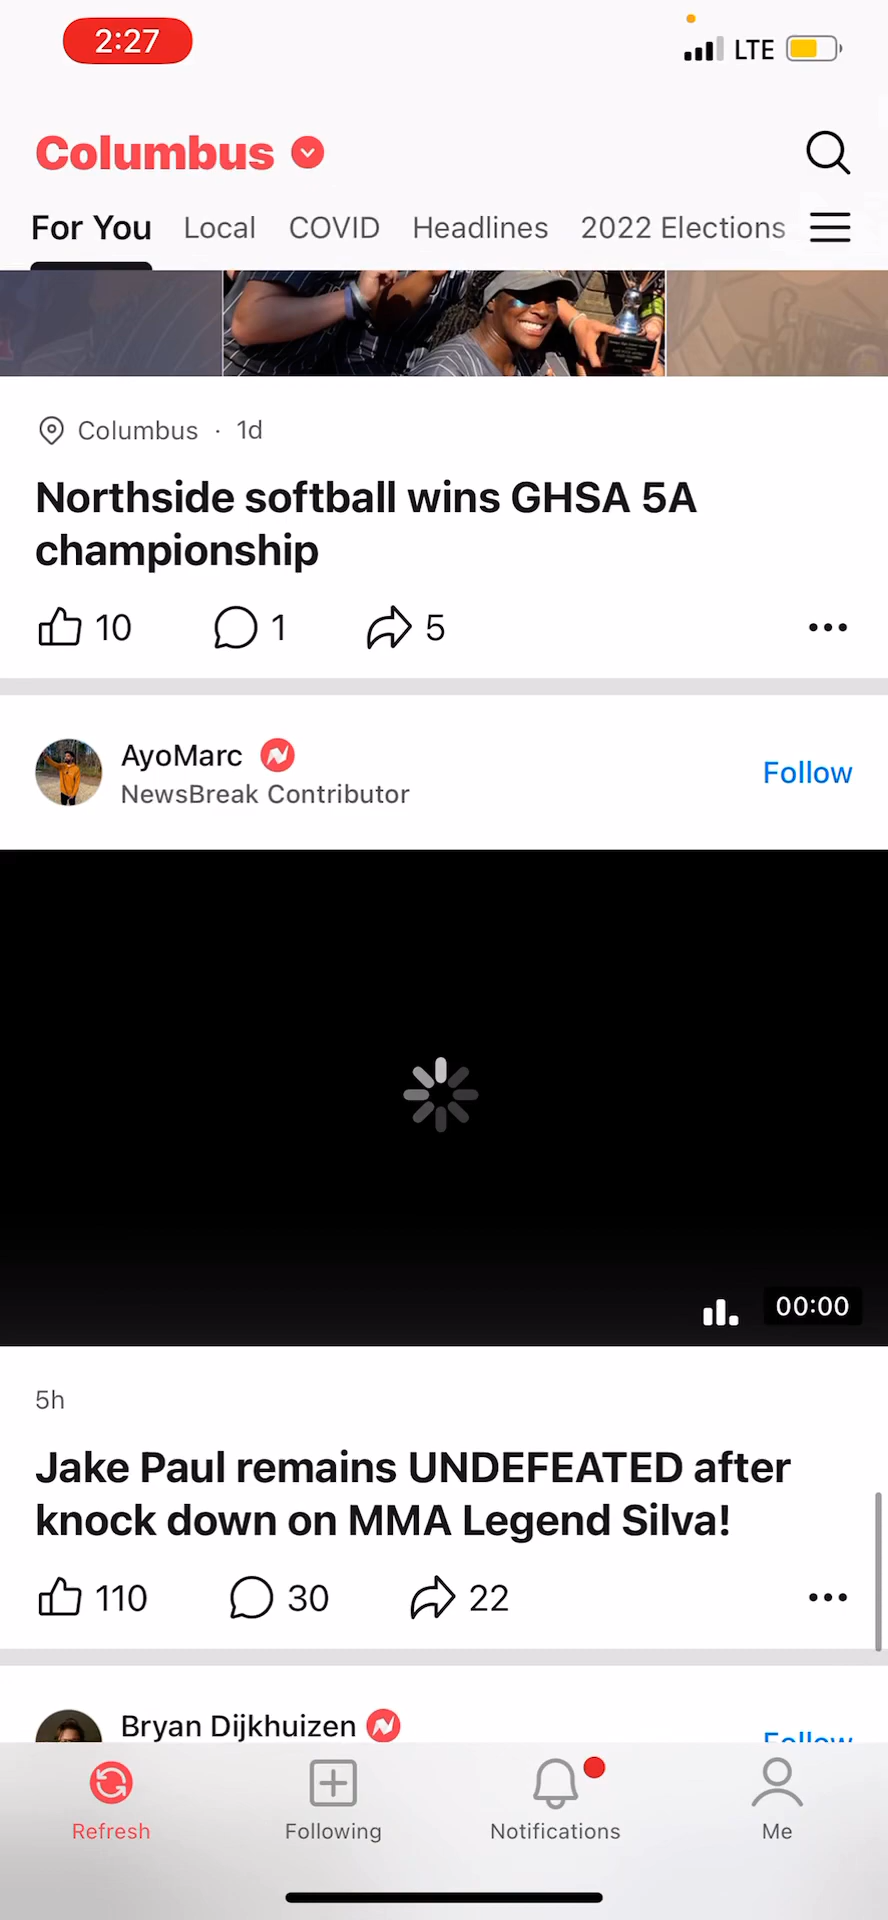 2:27
LTE
Columbus
For You Local COVID Headlines 2022 Elections
Columbus · 1d
Northside softball wins GHSA 5A
championship
10 1 5
AyoMarc
NewsBreak Contributor
Follow
00:00
5h
Jake Paul remains UNDEFEATED after
knock down on MMA Legend Silva!
110 30 22
Bryan Dijkhuizen
Follow
Refresh Following Notifications Me